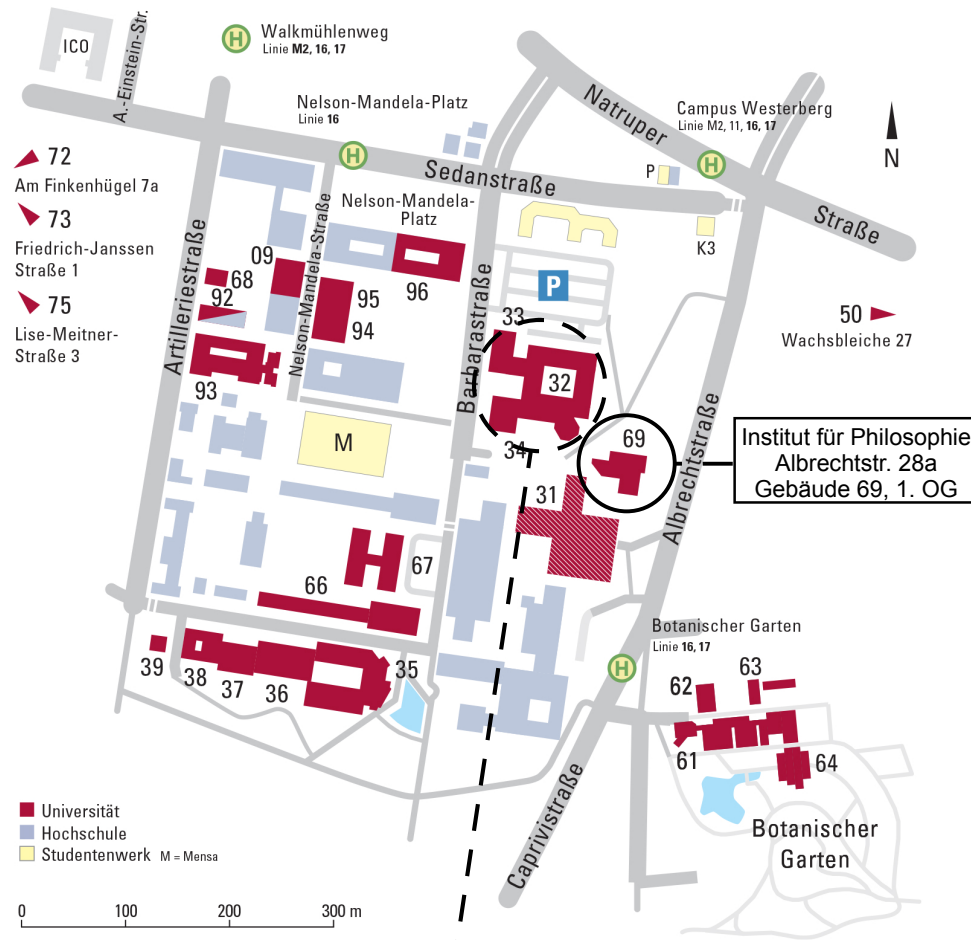 ICO
A.-Einstein-Str.
H
Walkmühlenweg
Linie M2, 16, 17
Nelson-Mandela-Platz
Linie 16
H
Natruper
Straße
Campus Westerberg
Linie M2, 11, 16, 17
H
N
72
Am Finkenhügel 7a
73
Friedrich-Janssen
Straße 1
75
Lise-Meitner-
Straße 3
Sedanstraße
P
K3
Nelson-Mandela-
Platz
Artilleriestraße
Nelson-Mandela-Straße
Barbarastraße
Albrechtstraße
09
68
92
95
94
96
P
33
32
34
50
Wachsbleiche 27
93
M
69
31
Institut für Philosophie
Albrechtstr. 28a
Gebäude 69, 1. OG
67
66
39
38
37
36
35
Botanischer Garten
Linie 16, 17
H
62
63
61
64
Caprivistraße
Botanischer
Garten
Universität
Hochschule
Studentenwerk M = Mensa
0 100 200 300 m